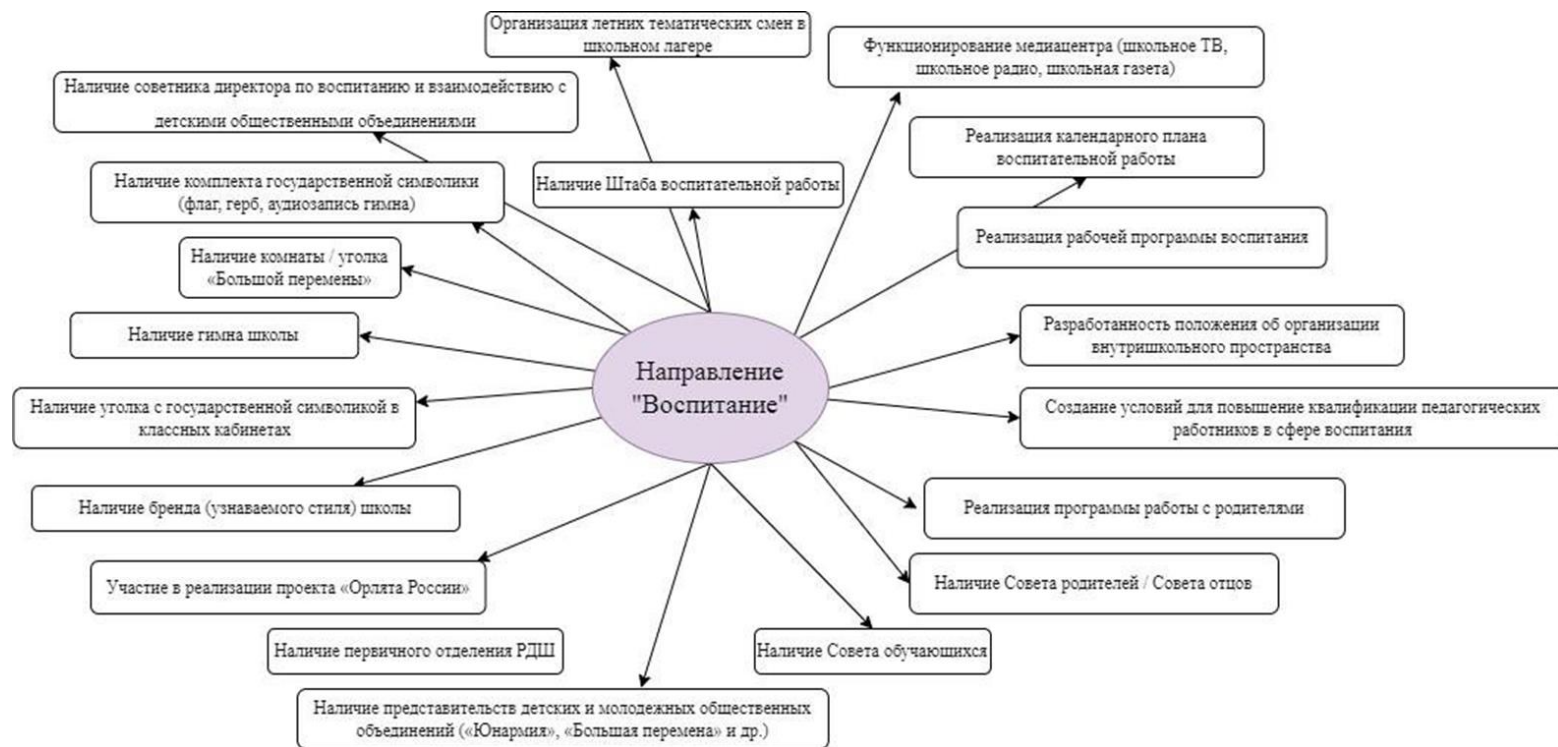 Организация летних тематических смен в
школьном лагере
Функционирование медиацентра (школьное ТВ,
школьное радио, школьная газета)
Наличие советника директора по воспитанию и взаимодействию с
детскими общественными объединениями
Реализация календарного плана
воспитательной работы
Наличие комплекта государственной символики
(флаг, герб, аудиозапись гимна)
Наличие Штаба воспитательной работы
Реализация рабочей программы воспитания
Наличие комнаты / уголка
«Большой перемены»
Наличие гимна школы
Разработанность положения об организации
внутришкольного пространства
Направление
"Воспитание"
Наличие уголка с государственной символикой в
классных кабинетах
Создание условий для повышение квалификации педагогических
работников в сфере воспитания
Наличие бренда (узнаваемого стиля) школы
Реализация программы работы с родителями
Участие в реализации проекта «Орлята России»
Наличие Совета родителей / Совета отцов
Наличие первичного отделения РДШ
Наличие Совета обучающихся
Наличие представительств детских и молодежных общественных
объединений («Юнармия», «Большая перемена» и др.)